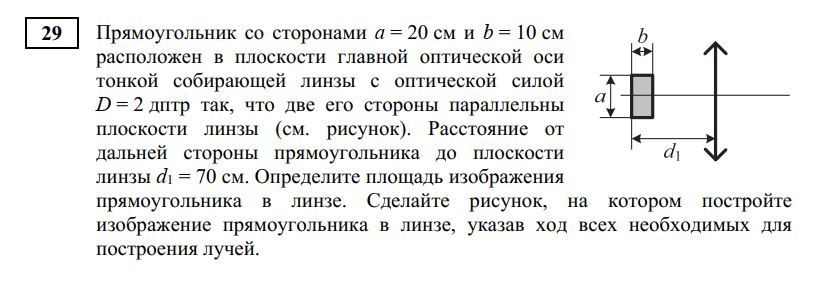 29
Прямоугольник со сторонами a = 20 см и b = 10 см
расположен в плоскости главной оптической оси
тонкой собирающей линзы с оптической силой
D = 2 дптр так, что две его стороны параллельны
плоскости линзы (см. рисунок). Расстояние от
дальней стороны прямоугольника до плоскости
линзы d₁ = 70 см. Определите площадь изображения
прямоугольника в линзе. Сделайте рисунок, на котором постройте
изображение прямоугольника в линзе, указав ход всех необходимых для
построения лучей.
b
a
d₁